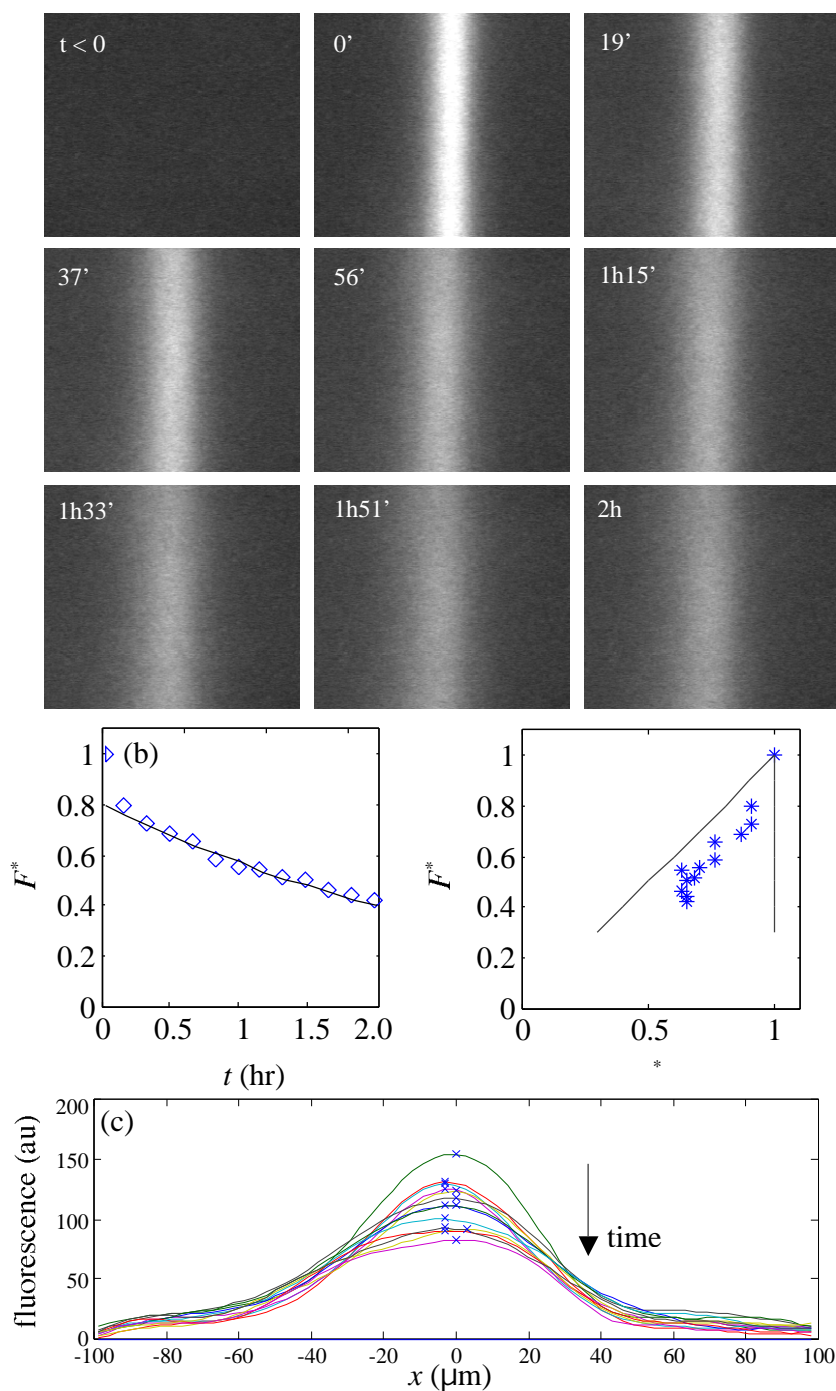 t < 0
0’
19’
37’
56’
1h15’
1h33’
1h51’
2h
(b)
F*
1
0.8
0.6
0.4
0.2
0
0 0.5 1 1.5 2.0
t (hr)
F*
1
0.8
0.6
0.4
0.2
0
0 0.5 1
*
(c)
fluorescence (au)
200
150
100
50
0
time
-100 -80 -60 -40 -20 0 20 40 60 80 100
x (µm)